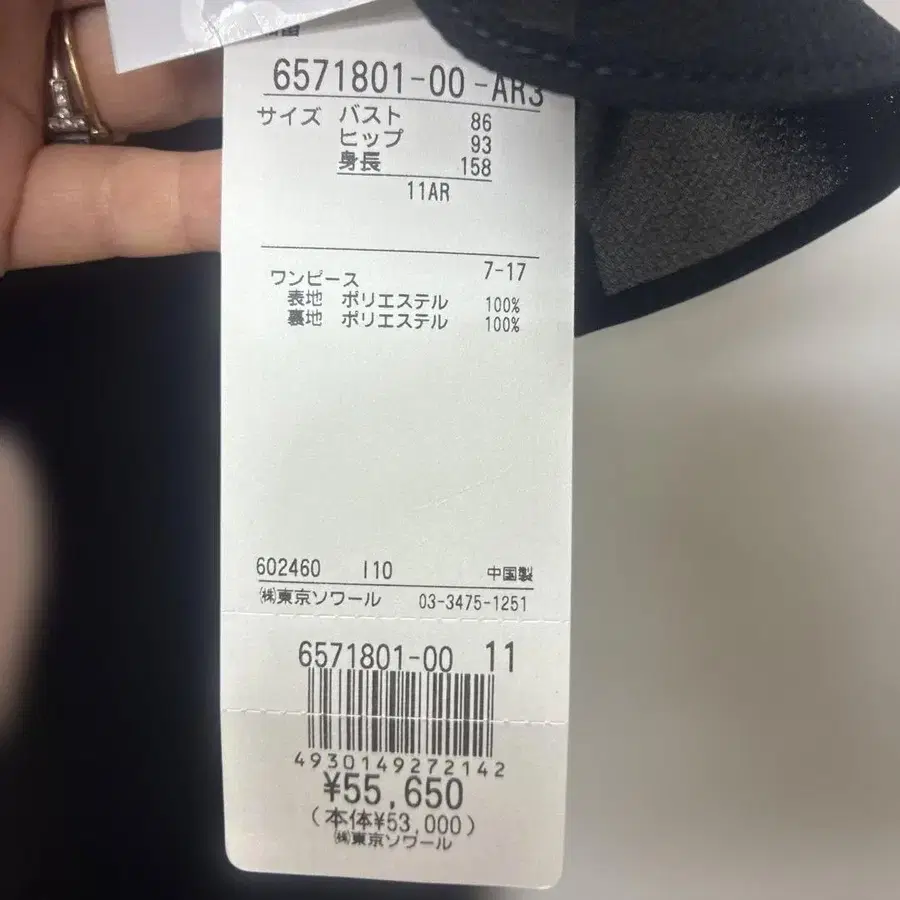 6571801-00-AR3
サイズ バスト 86
ヒップ 93
身長 158
11AR
7-17
ワンピース
表地 ポリエステル 100%
裏地 ポリエステル 100%
602460 I10 中国製
㈱東京ソワール 03-3475-1251
6571801-00 11
4930149272142
¥55,650
(本体¥53,000)
㈱東京ソワール